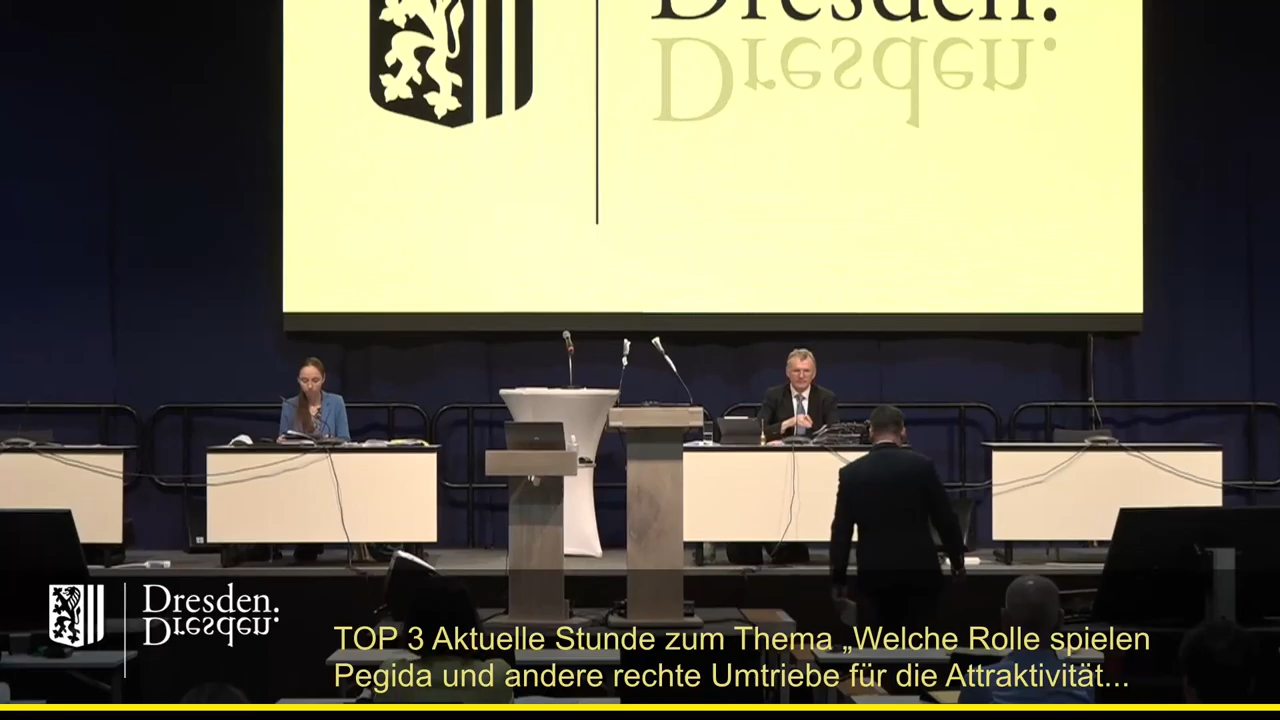 Dresden.
Dresden.
Dresden.
Dresden.
TOP 3 Aktuelle Stunde zum Thema „Welche Rolle spielen
Pegida und andere rechte Umtriebe für die Attraktivität...